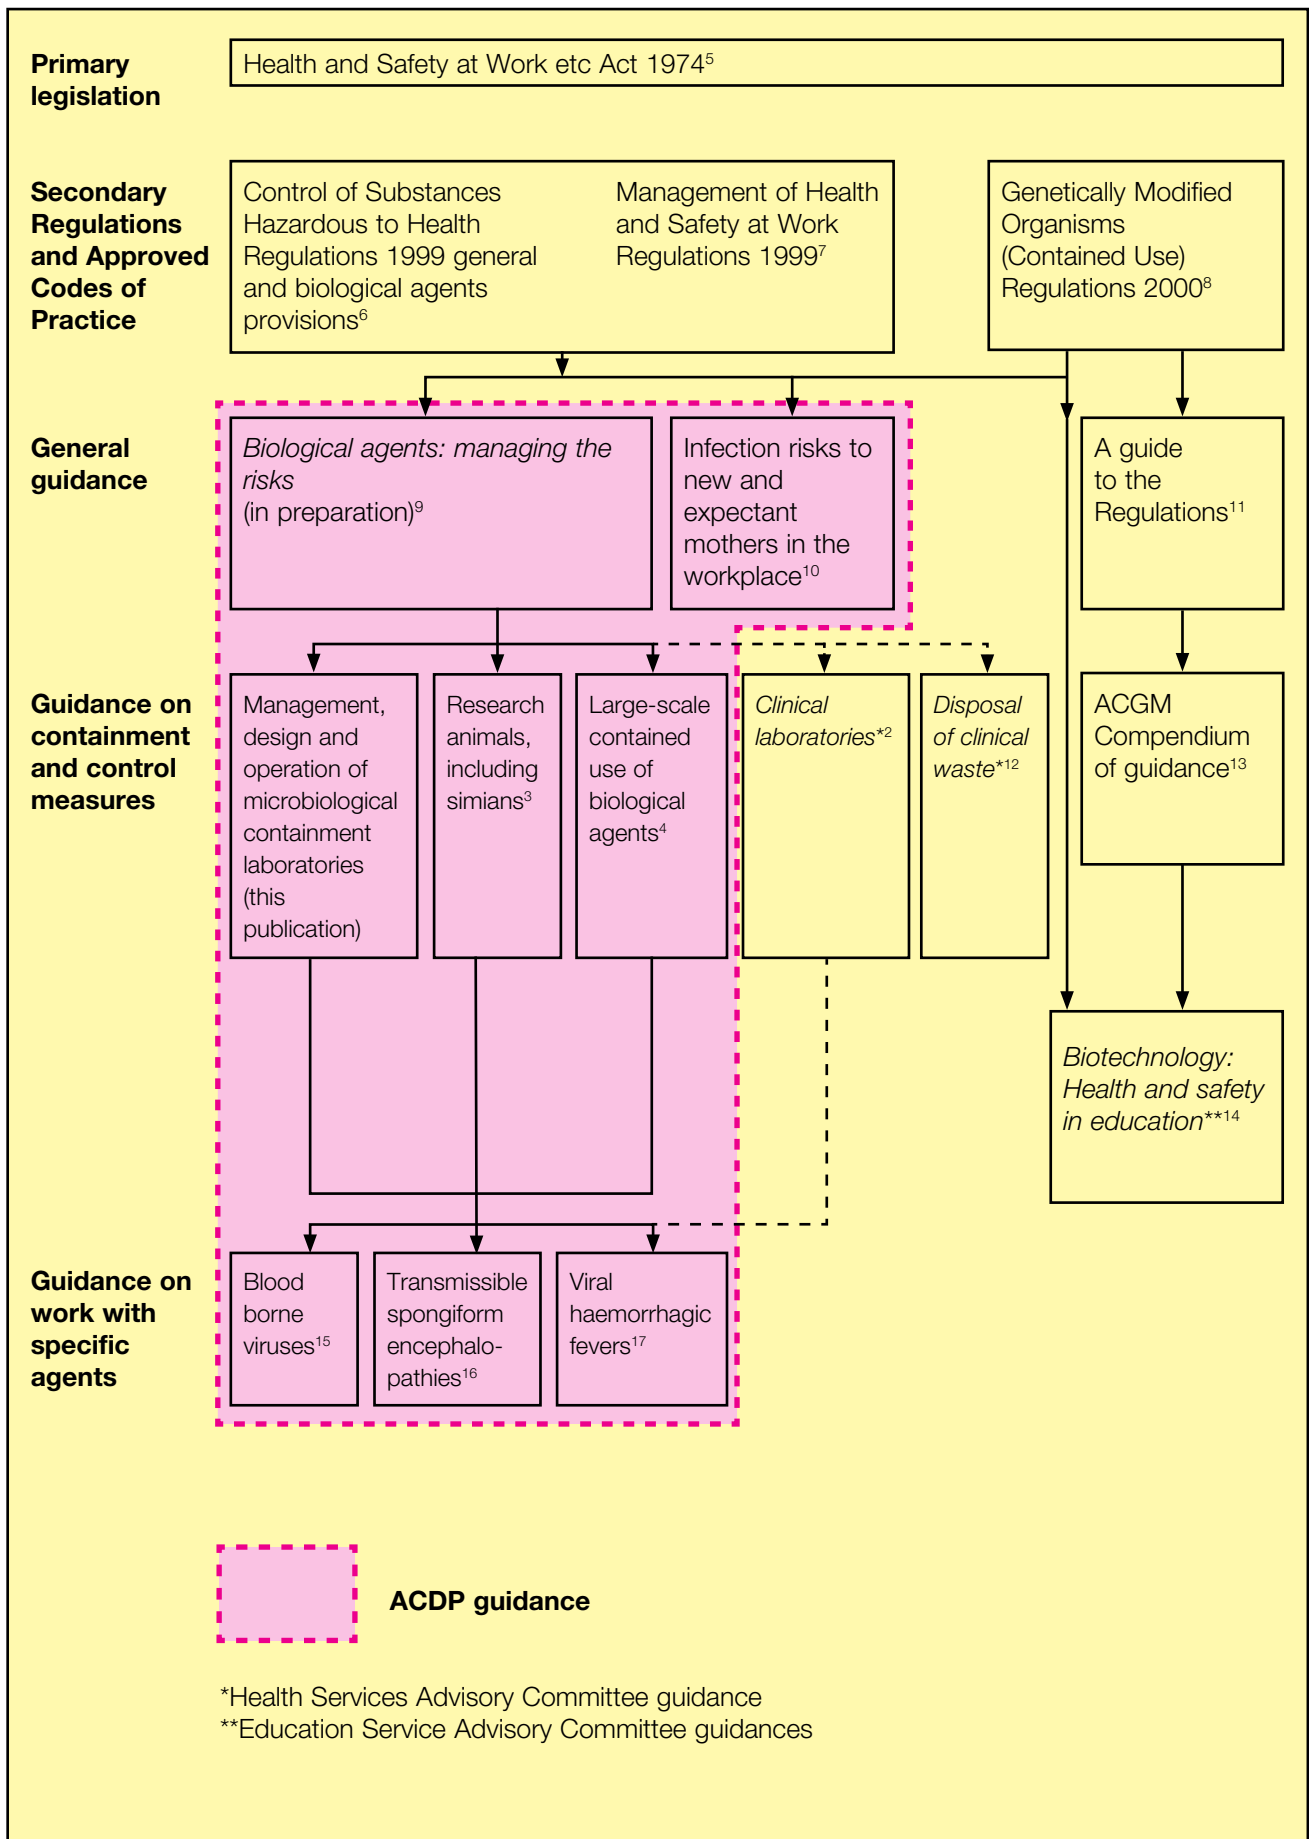 Primary
legislation
Health and Safety at Work etc Act 1974⁵
Secondary
Regulations
and Approved
Codes of
Practice
Control of Substances
Hazardous to Health
Regulations 1999 general
and biological agents
provisions⁶
Management of Health
and Safety at Work
Regulations 1999⁷
Genetically Modified
Organisms
(Contained Use)
Regulations 2000⁸
General
guidance
Biological agents: managing the
risks
(in preparation)⁹
Infection risks to
new and
expectant
mothers in the
workplace¹⁰
A guide
to the
Regulations¹¹
Guidance on
containment
and control
measures
Management,
design and
operation of
microbiological
containment
laboratories
(this
publication)
Research
animals,
including
simians³
Large-scale
contained
use of
biological
agents⁴
Clinical
laboratories*²
Disposal
of clinical
waste*¹²
ACGM
Compendium
of guidance¹³
Biotechnology:
Health and safety
in education**¹⁴
Guidance on
work with
specific
agents
Blood
borne
viruses¹⁵
Transmissible
spongiform
encephalo-
pathies¹⁶
Viral
haemorrhagic
fevers¹⁷
ACDP guidance
*Health Services Advisory Committee guidance
**Education Service Advisory Committee guidances